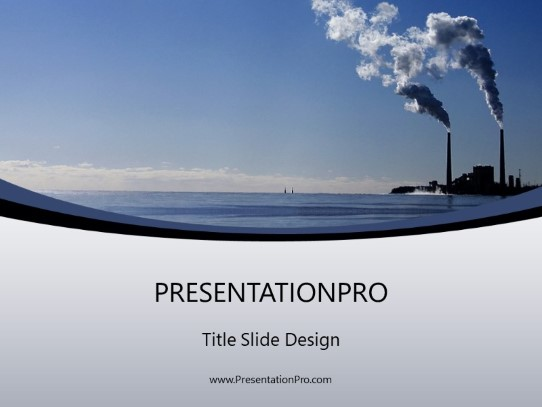 PRESENTATIONPRO
Title Slide Design
www.PresentationPro.com